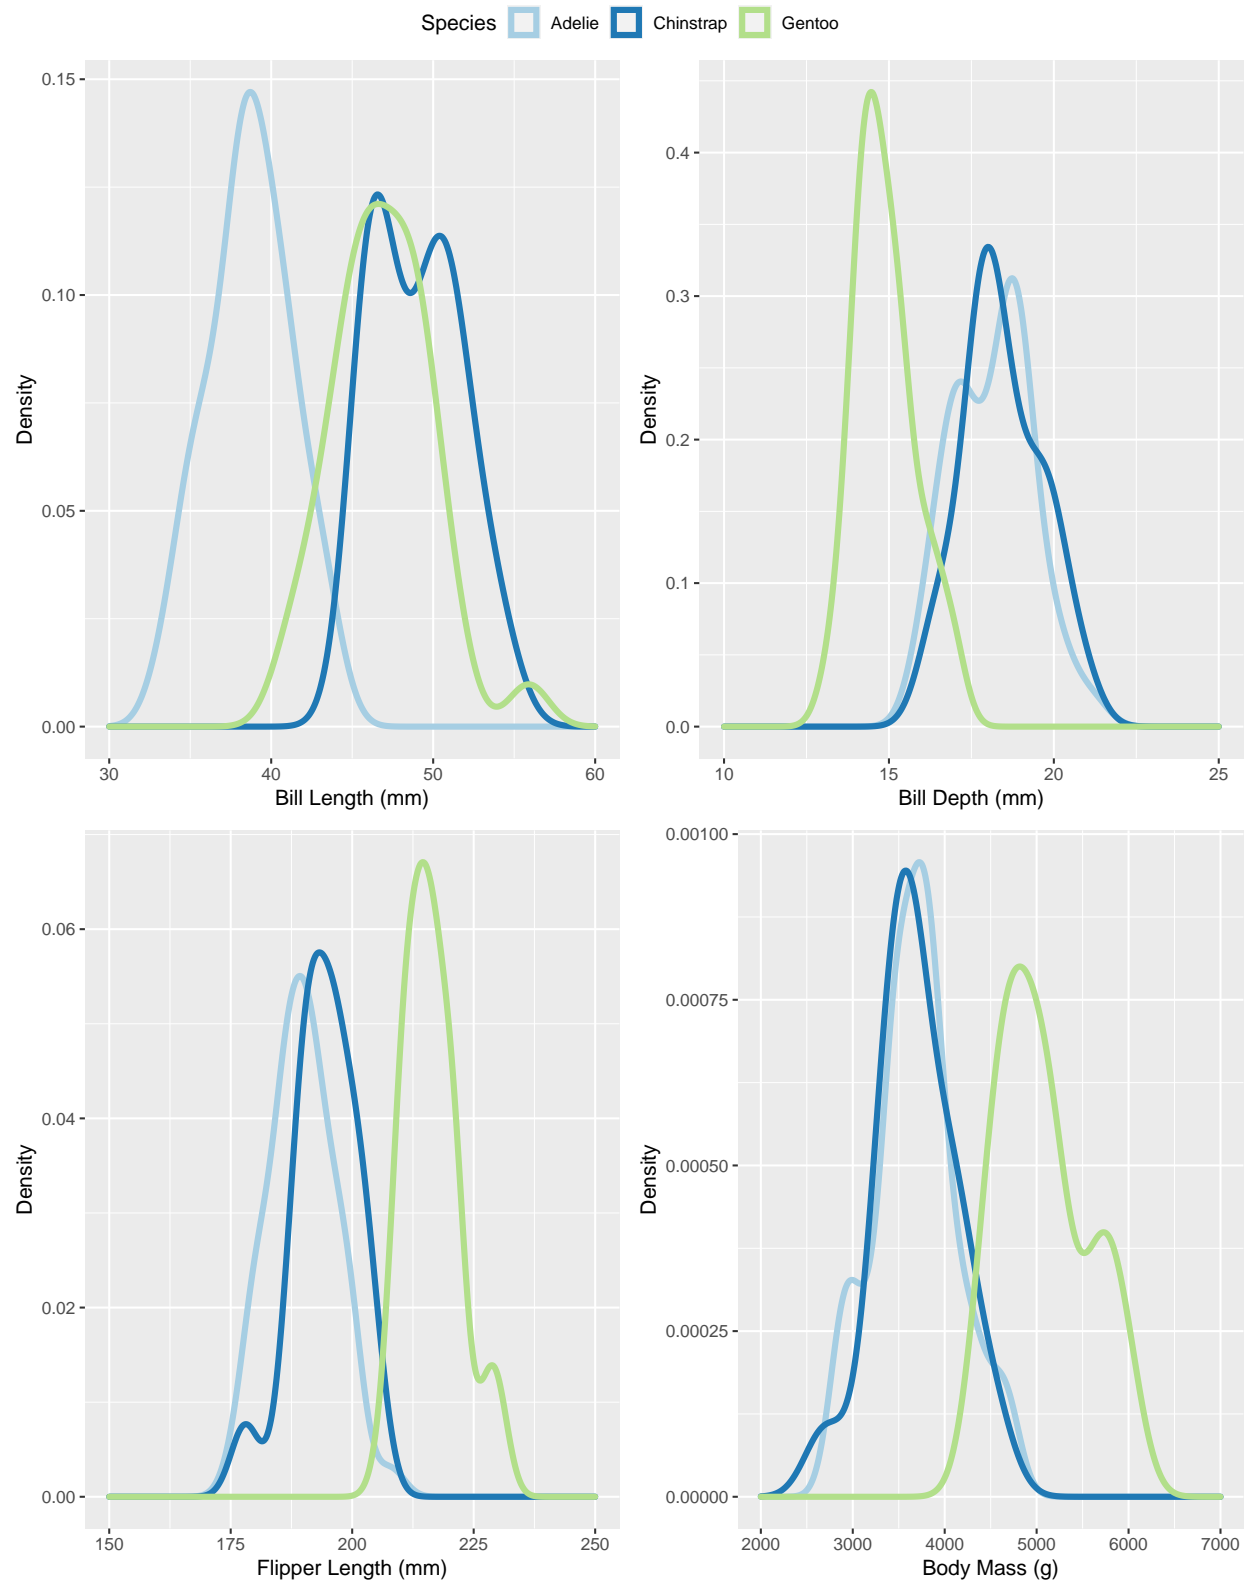 Species Adelie Chinstrap Gentoo
0.15
0.10
0.05
0.00
Density
30 40 50 60
Bill Length (mm)
0.4
0.3
0.2
0.1
0.0
Density
10 15 20 25
Bill Depth (mm)
0.06
0.04
0.02
0.00
Density
150 175 200 225 250
Flipper Length (mm)
0.00100
0.00075
0.00050
0.00025
0.00000
Density
2000 3000 4000 5000 6000 7000
Body Mass (g)